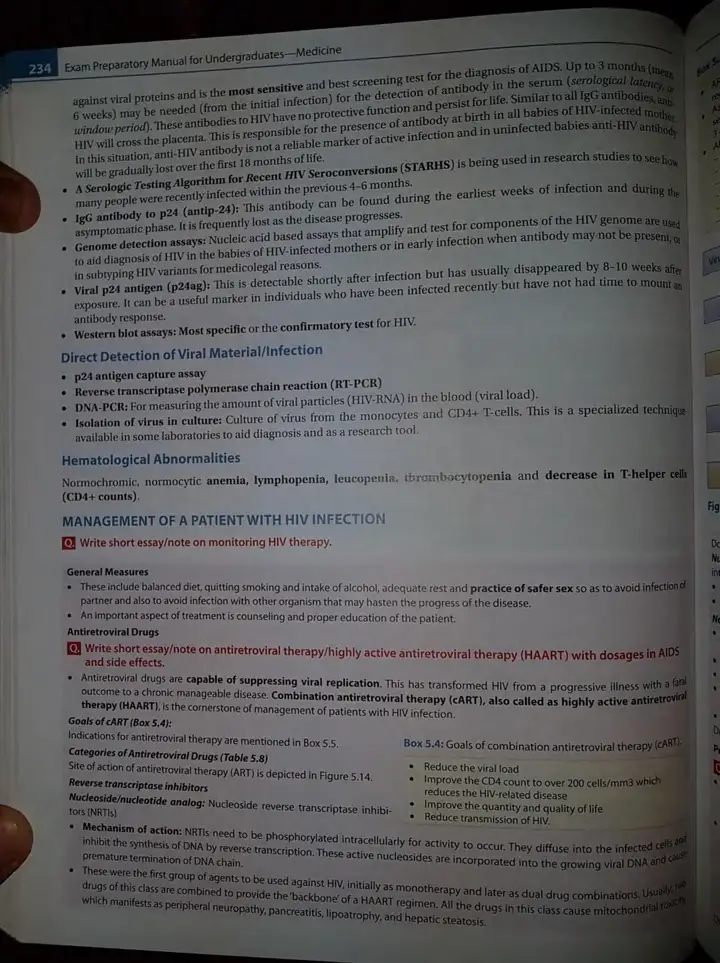 234 Exam Preparatory Manual for Undergraduates—Medicine
against viral proteins and is the most sensitive and best screening test for the diagnosis of AIDS. Up to 3 months (mean
6 weeks) may be needed (from the initial infection) for the detection of antibody in the serum (serological latency, or
window period). These antibodies to HIV have no protective function and persist for life. Similar to all IgG antibodies, anti-
HIV will cross the placenta. This is responsible for the presence of antibody at birth in all babies of HIV-infected mother.
In this situation, anti-HIV antibody is not a reliable marker of active infection and in uninfected babies anti-HIV antibody
will be gradually lost over the first 18 months of life.
• A Serologic Testing Algorithm for Recent HIV Seroconversions (STARHS) is being used in research studies to see how
many people were recently infected within the previous 4–6 months.
• IgG antibody to p24 (antip-24): This antibody can be found during the earliest weeks of infection and during the
asymptomatic phase. It is frequently lost as the disease progresses.
• Genome detection assays: Nucleic acid based assays that amplify and test for components of the HIV genome are used
to aid diagnosis of HIV in the babies of HIV-infected mothers or in early infection when antibody may not be present, or
in subtyping HIV variants for medicolegal reasons.
• Viral p24 antigen (p24ag): This is detectable shortly after infection but has usually disappeared by 8–10 weeks after
exposure. It can be a useful marker in individuals who have been infected recently but have not had time to mount an
antibody response.
• Western blot assays: Most specific or the confirmatory test for HIV.
Direct Detection of Viral Material/Infection
• p24 antigen capture assay
• Reverse transcriptase polymerase chain reaction (RT-PCR)
• DNA-PCR: For measuring the amount of viral particles (HIV-RNA) in the blood (viral load).
• Isolation of virus in culture: Culture of virus from the monocytes and CD4+ T-cells. This is a specialized technique
available in some laboratories to aid diagnosis and as a research tool.
Hematological Abnormalities
Normochromic, normocytic anemia, lymphopenia, leucopenia, thrombocytopenia and decrease in T-helper cells
(CD4+ counts).
MANAGEMENT OF A PATIENT WITH HIV INFECTION
Q. Write short essay/note on monitoring HIV therapy.
General Measures
• These include balanced diet, quitting smoking and intake of alcohol, adequate rest and practice of safer sex so as to avoid infection of
partner and also to avoid infection with other organism that may hasten the progress of the disease.
• An important aspect of treatment is counseling and proper education of the patient.
Antiretroviral Drugs
Q. Write short essay/note on antiretroviral therapy/highly active antiretroviral therapy (HAART) with dosages in AIDS
and side effects.
• Antiretroviral drugs are capable of suppressing viral replication. This has transformed HIV from a progressive illness with a fatal
outcome to a chronic manageable disease. Combination antiretroviral therapy (cART), also called as highly active antiretroviral
therapy (HAART), is the cornerstone of management of patients with HIV infection.
Goals of cART (Box 5.4):
Indications for antiretroviral therapy are mentioned in Box 5.5.
Categories of Antiretroviral Drugs (Table 5.8)
Site of action of antiretroviral therapy (ART) is depicted in Figure 5.14.
Reverse transcriptase inhibitors
Nucleoside/nucleotide analog: Nucleoside reverse transcriptase inhibi-
tors (NRTIs)
Box 5.4: Goals of combination antiretroviral therapy (cART).
• Reduce the viral load
• Improve the CD4 count to over 200 cells/mm3 which
reduces the HIV-related disease
• Improve the quantity and quality of life
• Reduce transmission of HIV.
• Mechanism of action: NRTIs need to be phosphorylated intracellularly for activity to occur. They diffuse into the infected cells and
inhibit the synthesis of DNA by reverse transcription. These active nucleosides are incorporated into the growing viral DNA and cause
premature termination of DNA chain.
• These were the first group of agents to be used against HIV, initially as monotherapy and later as dual drug combinations. Usually, two
drugs of this class are combined to provide the 'backbone' of a HAART regimen. All the drugs in this class cause mitochondrial toxicity
which manifests as peripheral neuropathy, pancreatitis, lipoatrophy, and hepatic steatosis.
Fig